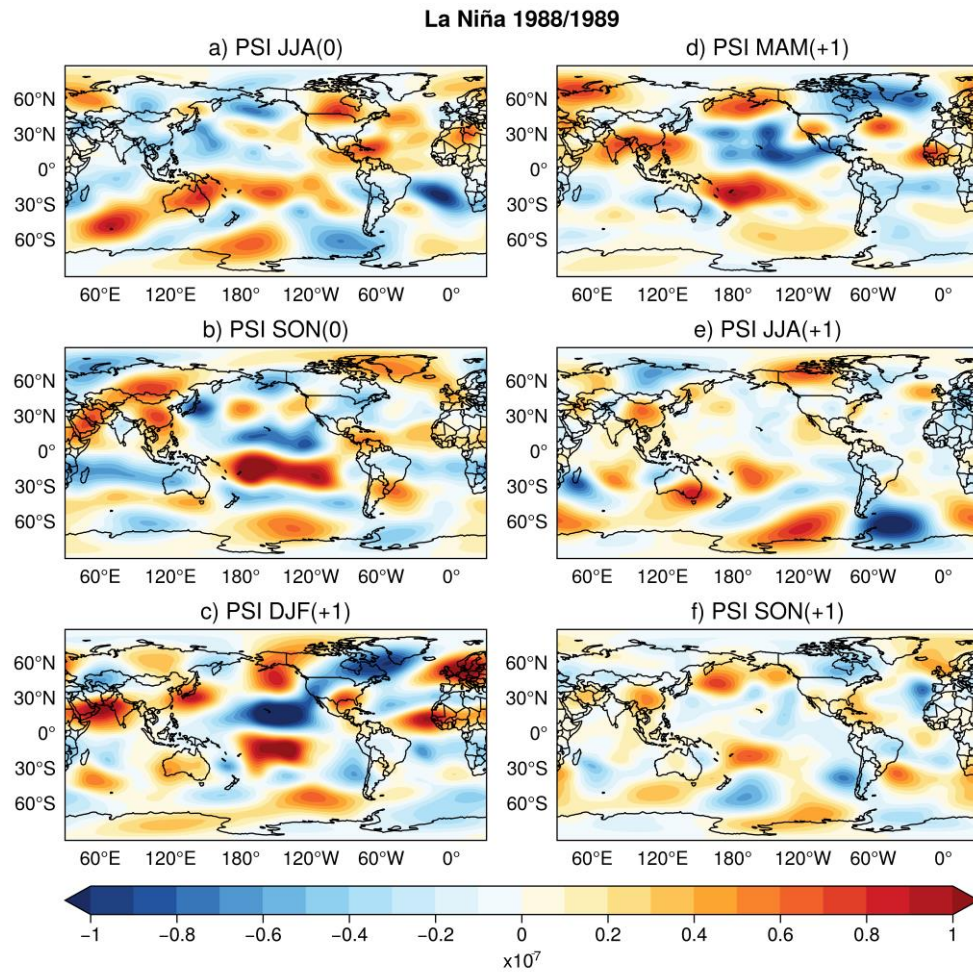 La Niña 1988/1989
a) PSI JJA(0)
60°N
30°N
0°
30°S
60°S
60°E 120°E 180° 120°W 60°W 0°
b) PSI SON(0)
60°N
30°N
0°
30°S
60°S
60°E 120°E 180° 120°W 60°W 0°
c) PSI DJF(+1)
60°N
30°N
0°
30°S
60°S
60°E 120°E 180° 120°W 60°W 0°
d) PSI MAM(+1)
60°N
30°N
0°
30°S
60°S
60°E 120°E 180° 120°W 60°W 0°
e) PSI JJA(+1)
60°N
30°N
0°
30°S
60°S
60°E 120°E 180° 120°W 60°W 0°
f) PSI SON(+1)
60°N
30°N
0°
30°S
60°S
60°E 120°E 180° 120°W 60°W 0°
−1 −0.8 −0.6 −0.4 −0.2 0 0.2 0.4 0.6 0.8 1
x10⁷